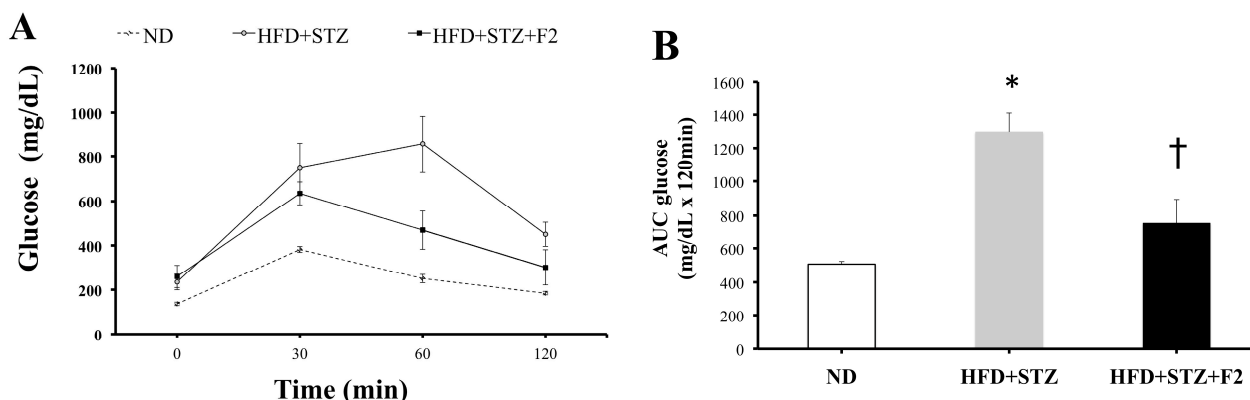 A
ND HFD+STZ HFD+STZ+F2
Glucose (mg/dL)
1200
1000
800
600
400
200
0
0 30 60 120
Time (min)
B
AUC glucose
(mg/dL x 120min)
1600
1400
1200
1000
800
600
400
200
0
*
†
ND HFD+STZ HFD+STZ+F2